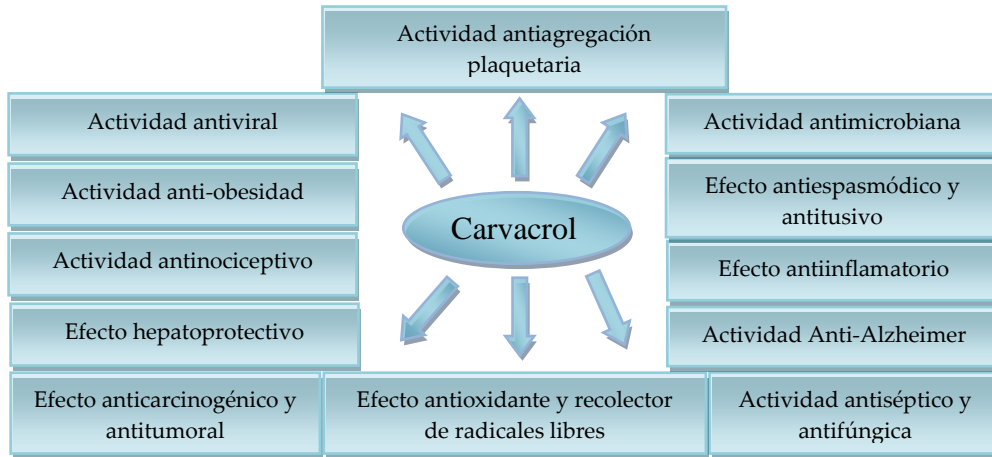 Actividad antiagregación
plaquetaria
Actividad antiviral
Actividad antimicrobiana
Actividad anti-obesidad
Efecto antiespasmódico y
antitusivo
Carvacrol
Actividad antinociceptivo
Efecto antiinflamatorio
Efecto hepatoprotectivo
Actividad Anti-Alzheimer
Efecto anticarcinogénico y
antitumoral
Efecto antioxidante y recolector
de radicales libres
Actividad antiséptico y
antifúngica